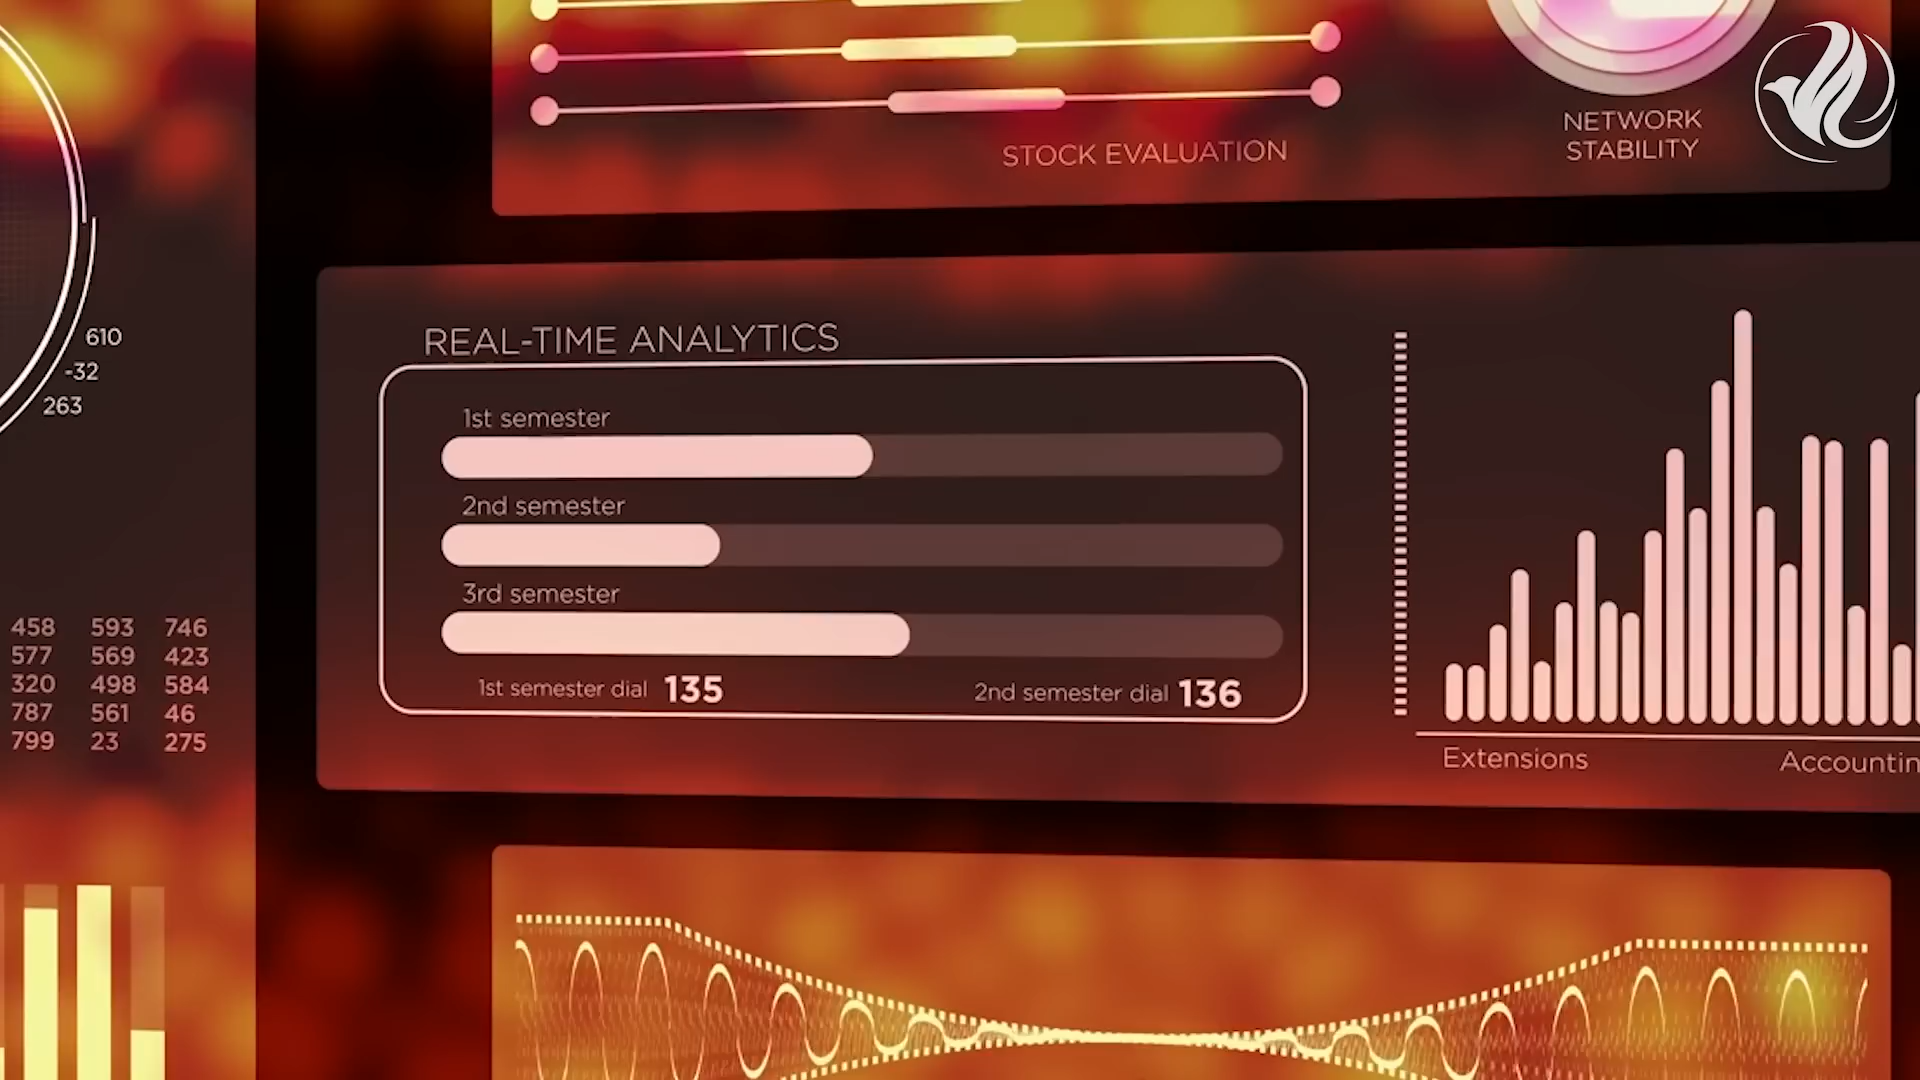 STOCK EVALUATION
NETWORK
STABILITY
610
-32
263
REAL-TIME ANALYTICS
1st semester
2nd semester
3rd semester
1st semester dial 135
2nd semester dial 136
458 593 746
577 569 423
320 498 584
787 561 46
799 23 275
Extensions
Accountin